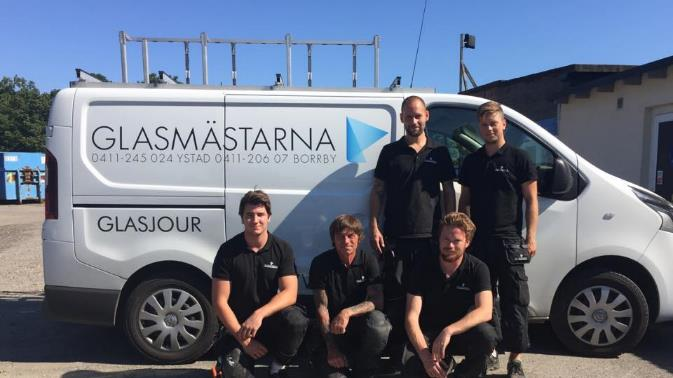 GLASMÄSTARNA
0411-245 024 YSTAD 0411-206 07 BORRBY
GLASJOUR